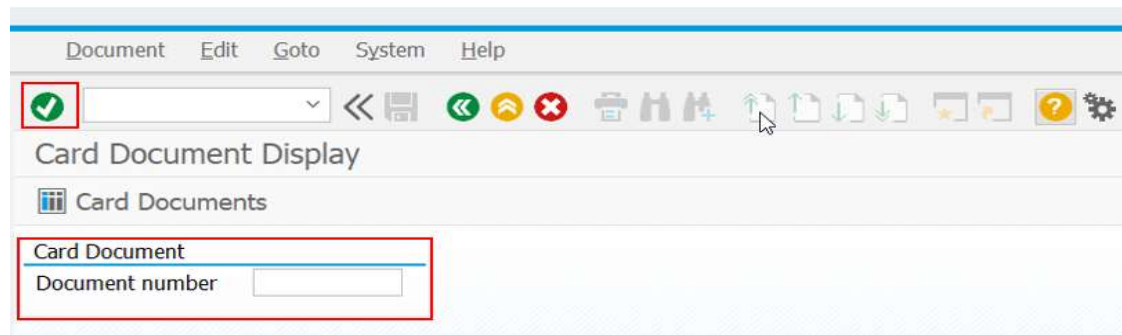 Document Edit Goto System Help
Card Document Display
Card Documents
Card Document
Document number